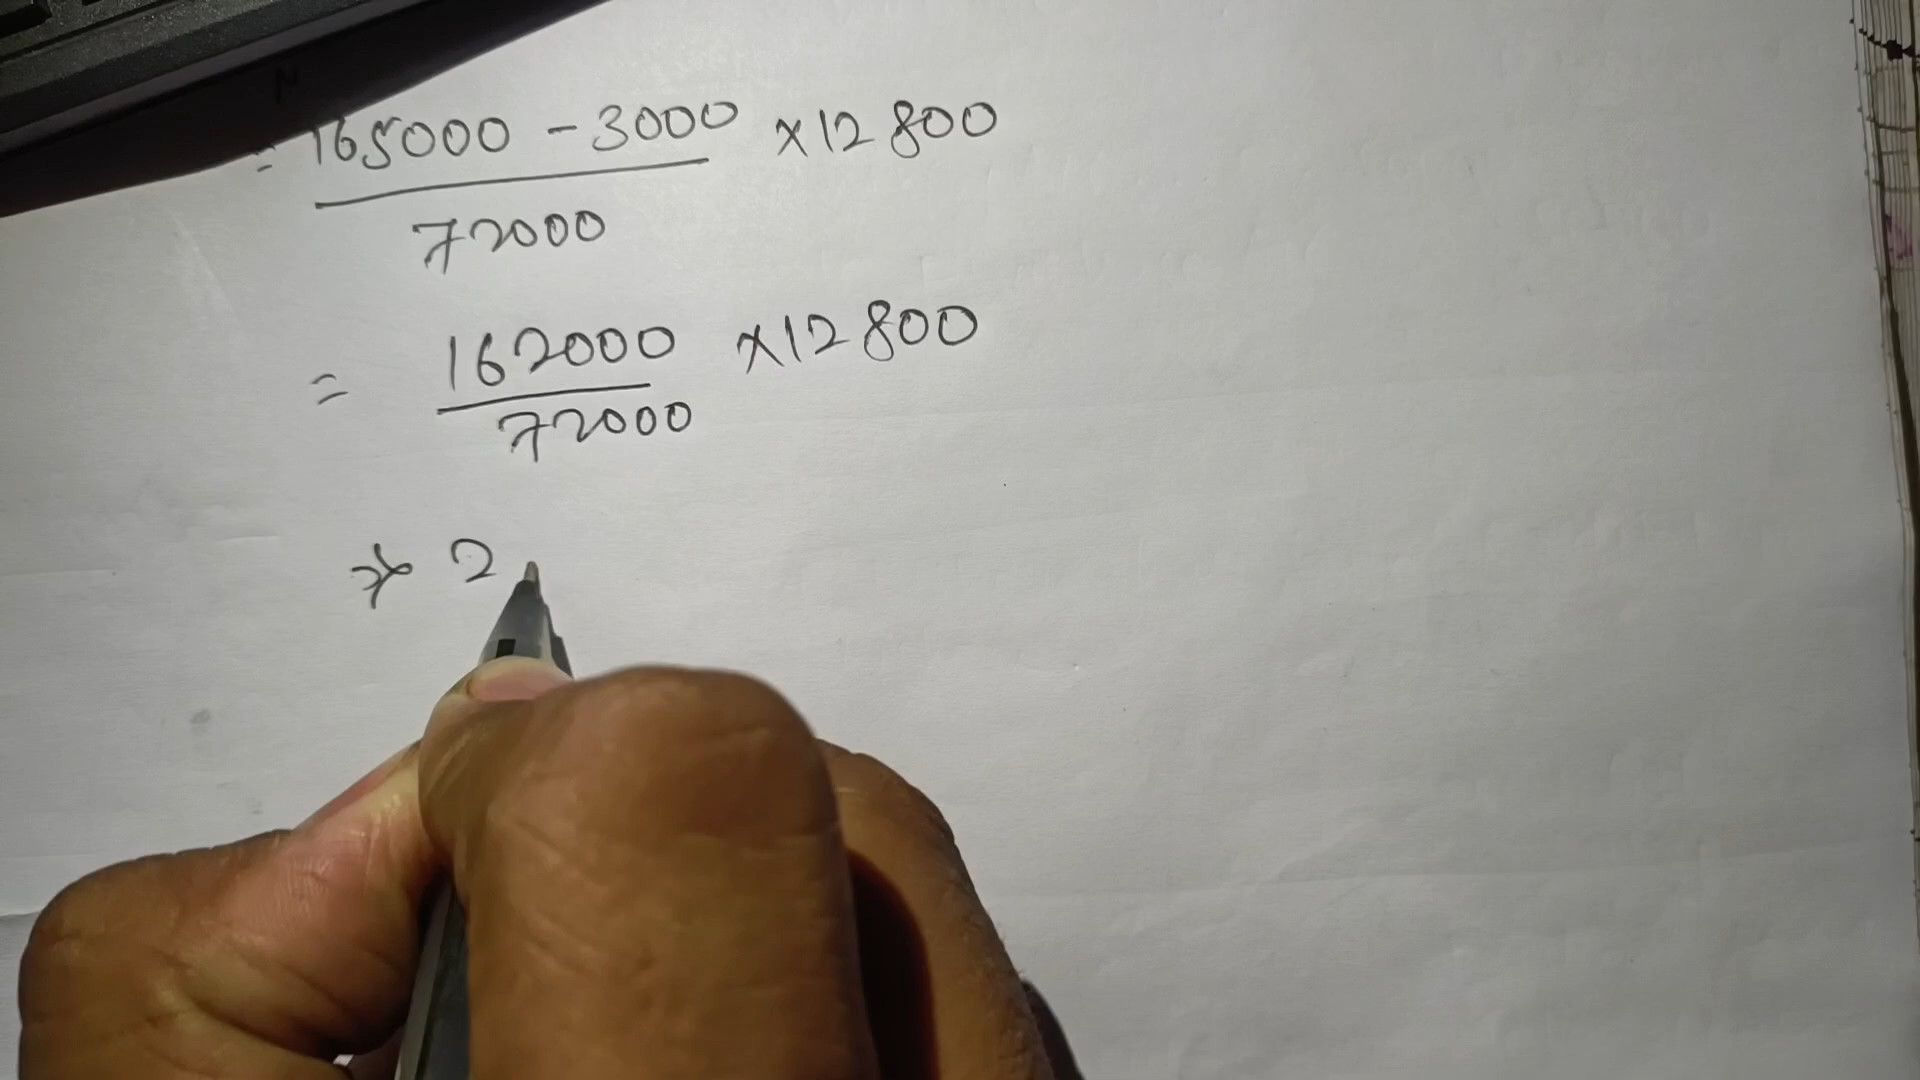 = 165000 - 3000 × 12800
72000
= 162000 × 12800
72000
⇒ 2